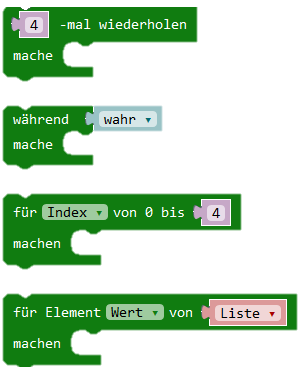 4 -mal wiederholen
mache
während wahr ▾
mache
für Index ▾ von 0 bis 4
machen
für Element Wert ▾ von Liste ▾
machen